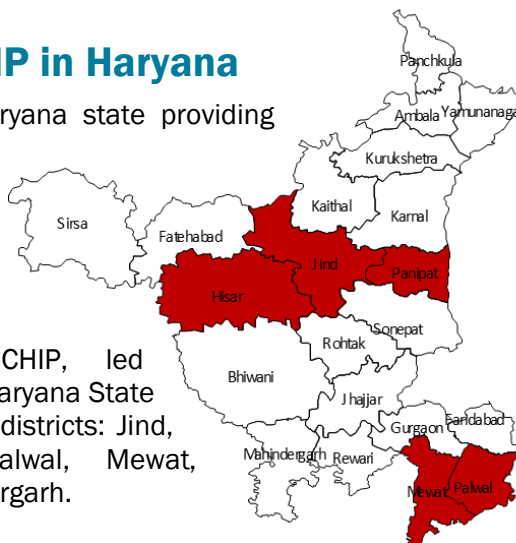 IP in Haryana
aryana state providing
CHIP, led
aryana State
districts: Jind,
alwal, Mewat,
rgarh.
Panchkula
Ambala
Yamunanaga
Kurukshetra
Kaithal
Karnal
Sirsa
Fatehabad
Jind
Panipat
Hisar
Sonepat
Rohtak
Bhiwani
Jhajjar
Gurgaon
Faridabad
Mahindergarh
Rewari
Mewat
Palwal